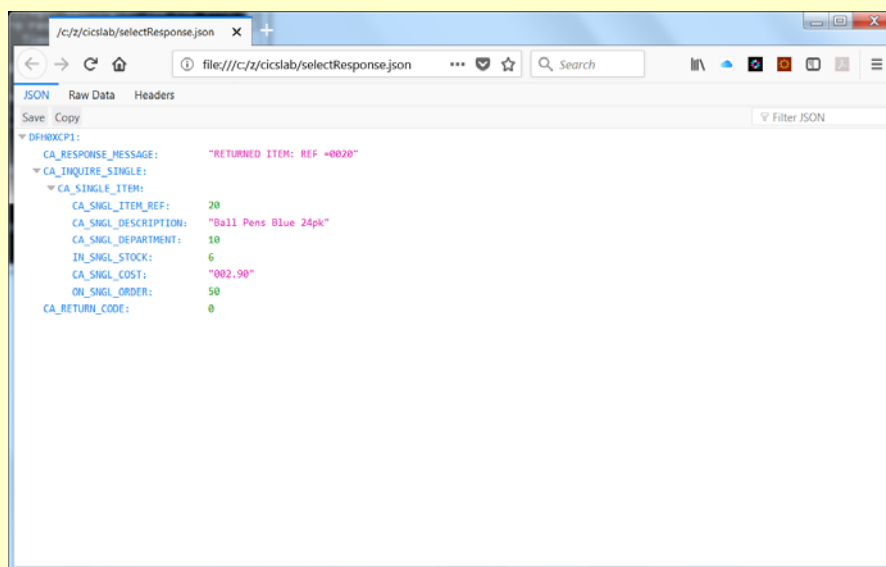 /c:/z/cicslab/selectResponse.json
file:///c:/z/cicslab/selectResponse.json
Search
JSON Raw Data Headers
Save Copy
Filter JSON
DFH0XCP1:
CA_RESPONSE_MESSAGE: "RETURNED ITEM: REF =0020"
CA_INQUIRE_SINGLE:
CA_SINGLE_ITEM:
CA_SNGL_ITEM_REF: 20
CA_SNGL_DESCRIPTION: "Ball Pens Blue 24pk"
CA_SNGL_DEPARTMENT: 10
IN_SNGL_STOCK: 6
CA_SNGL_COST: "002.90"
ON_SNGL_ORDER: 50
CA_RETURN_CODE: 0